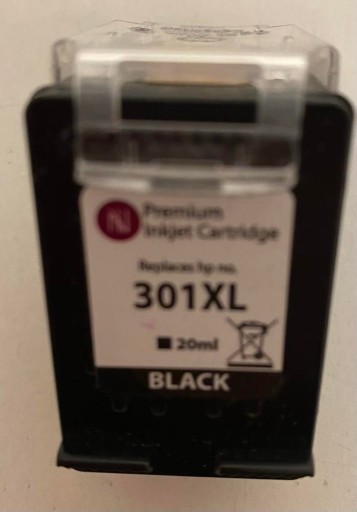 Premium
Inkjet Cartridge
Replaces hp no.
301XL
20ml
BLACK